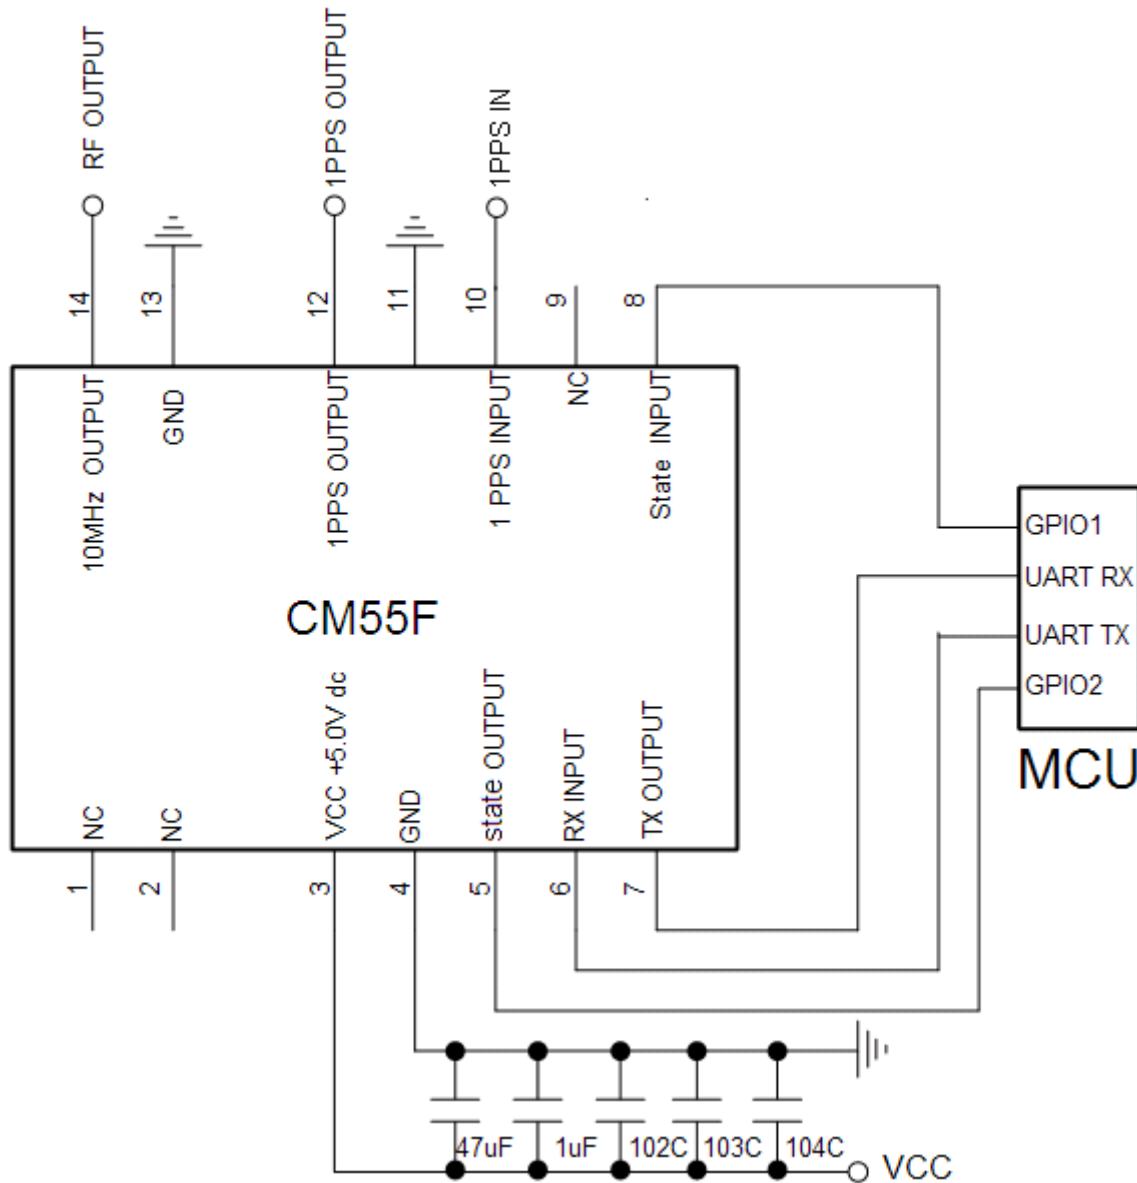 RF OUTPUT
1PPS OUTPUT
1PPS IN
14
13
12
11
10
9
8
10MHz OUTPUT
GND
1PPS OUTPUT
1 PPS INPUT
NC
State INPUT
GPIO1
UART RX
UART TX
GPIO2
MCU
CM55F
NC
NC
VCC +5.0V dc
GND
state OUTPUT
RX INPUT
TX OUTPUT
1
2
3
4
5
6
7
47uF
1uF
102C
103C
104C
VCC